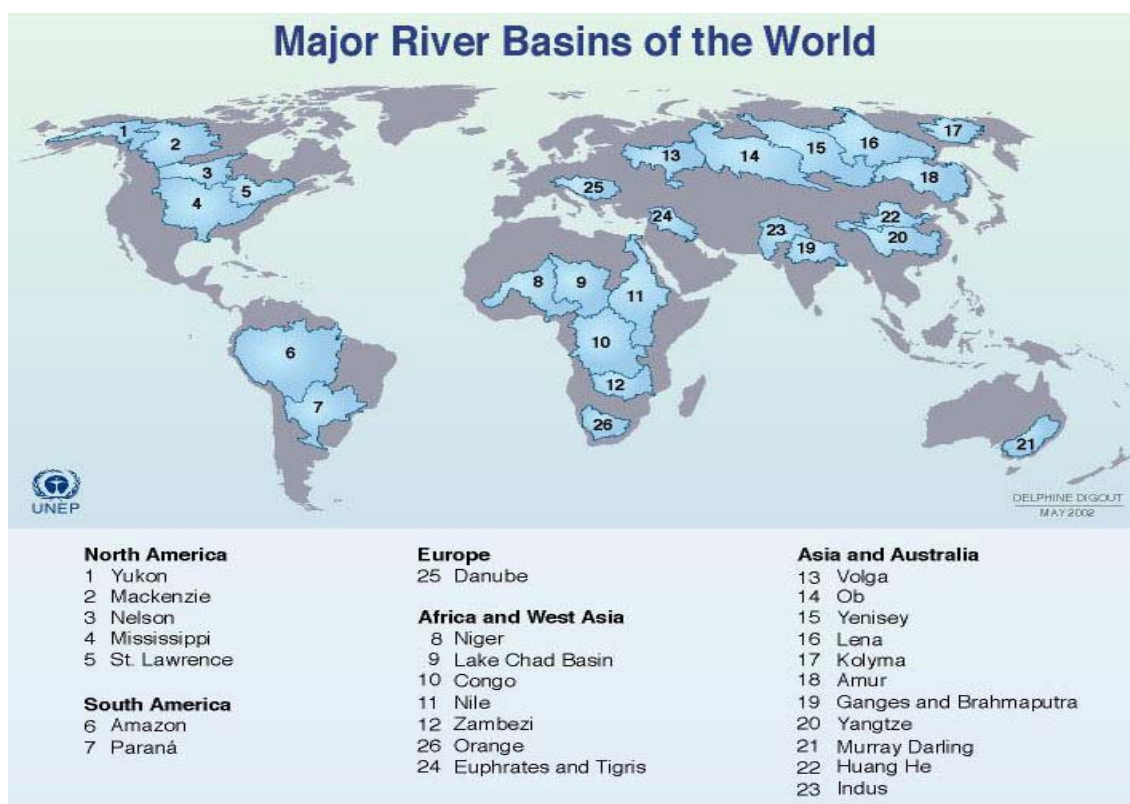 Major River Basins of the World
1
2
3
4
5
6
7
8
9
10
11
12
26
25
24
13
14
15
16
17
18
23
19
22
20
21
UNEP
DELPHINE DIGOUT
MAY 2002
North America
1 Yukon
2 Mackenzie
3 Nelson
4 Mississippi
5 St. Lawrence
South America
6 Amazon
7 Paraná
Europe
25 Danube
Africa and West Asia
8 Niger
9 Lake Chad Basin
10 Congo
11 Nile
12 Zambezi
26 Orange
24 Euphrates and Tigris
Asia and Australia
13 Volga
14 Ob
15 Yenisey
16 Lena
17 Kolyma
18 Amur
19 Ganges and Brahmaputra
20 Yangtze
21 Murray Darling
22 Huang He
23 Indus